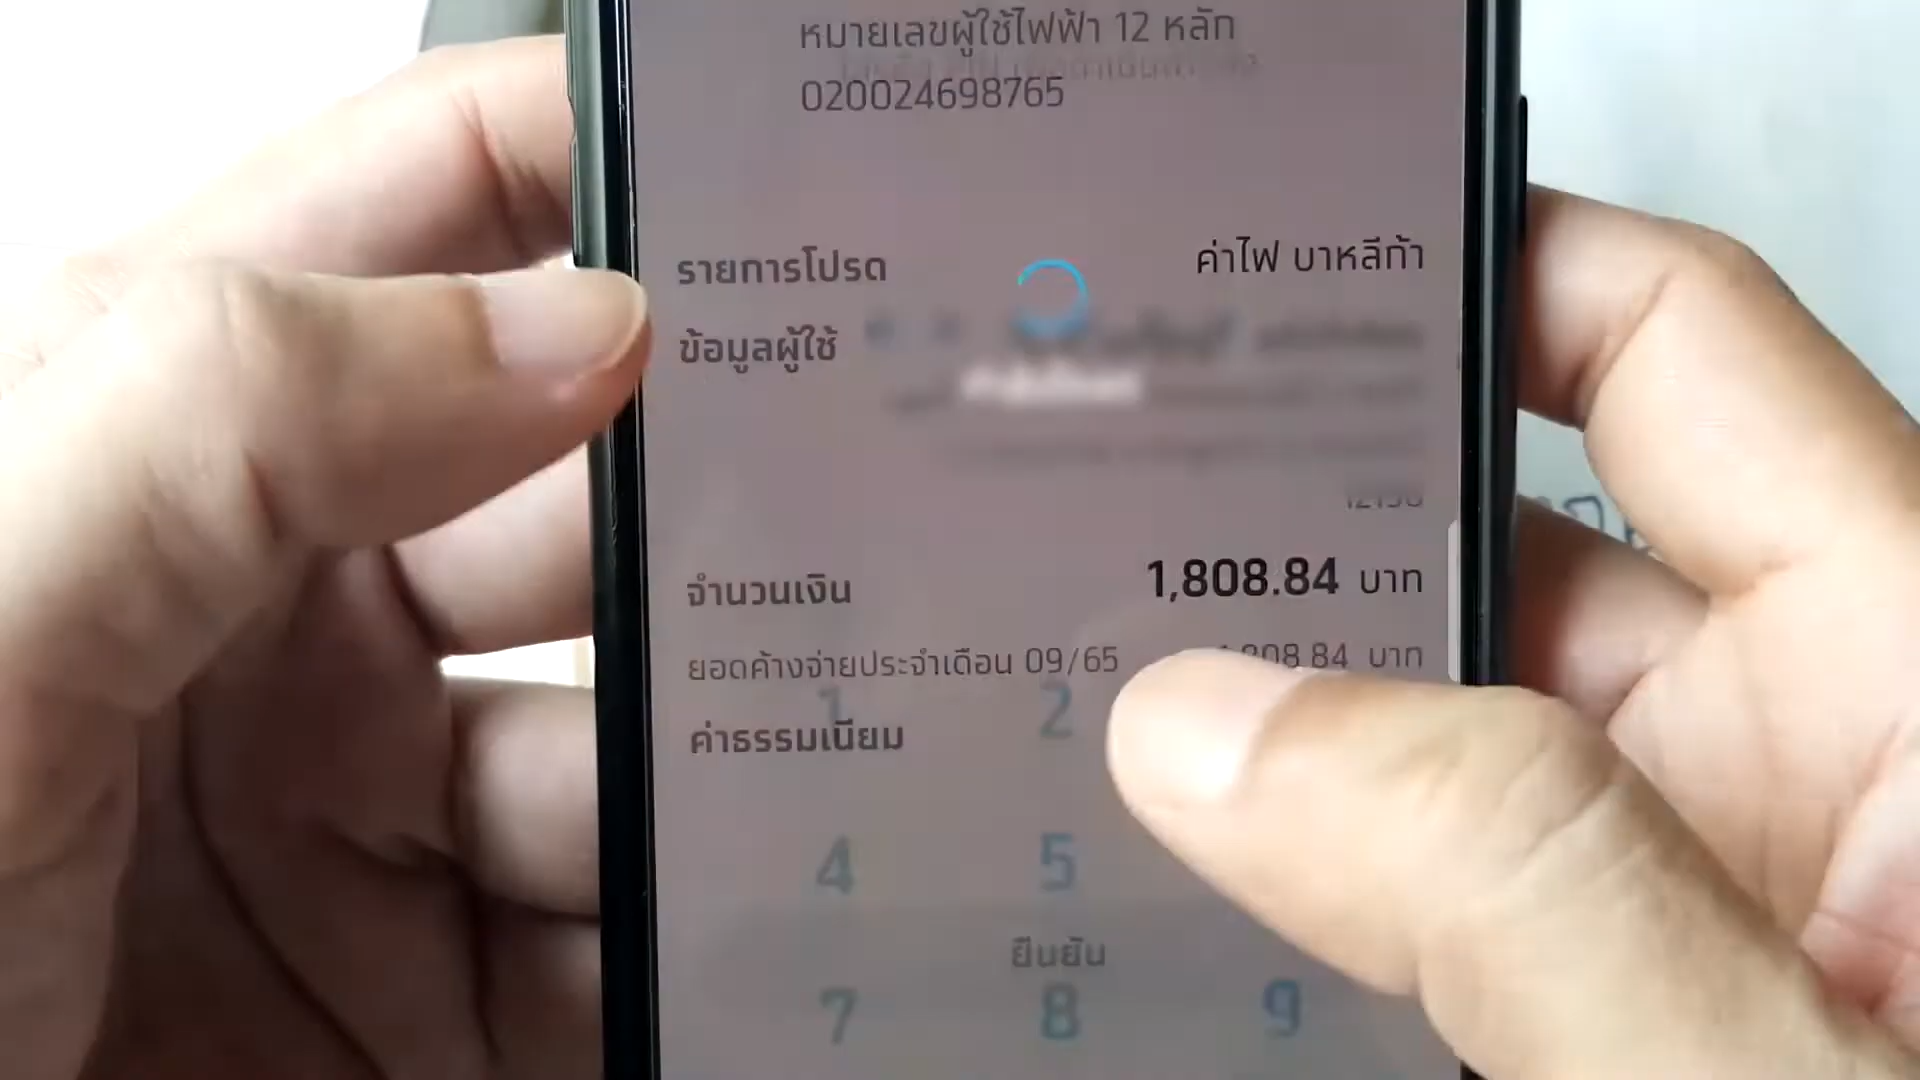 หมายเลขผู้ใช้ไฟฟ้า 12 หลัก
020024698765
รายการโปรด ค่าไฟ บาหลีก้า
ข้อมูลผู้ใช้
จำนวนเงิน 1,808.84 บาท
ยอดค้างจ่ายประจำเดือน 09/65 1,808.84 บาท
1 2
ค่าธรรมเนียม
4 5
ยืนยัน
7 8 9